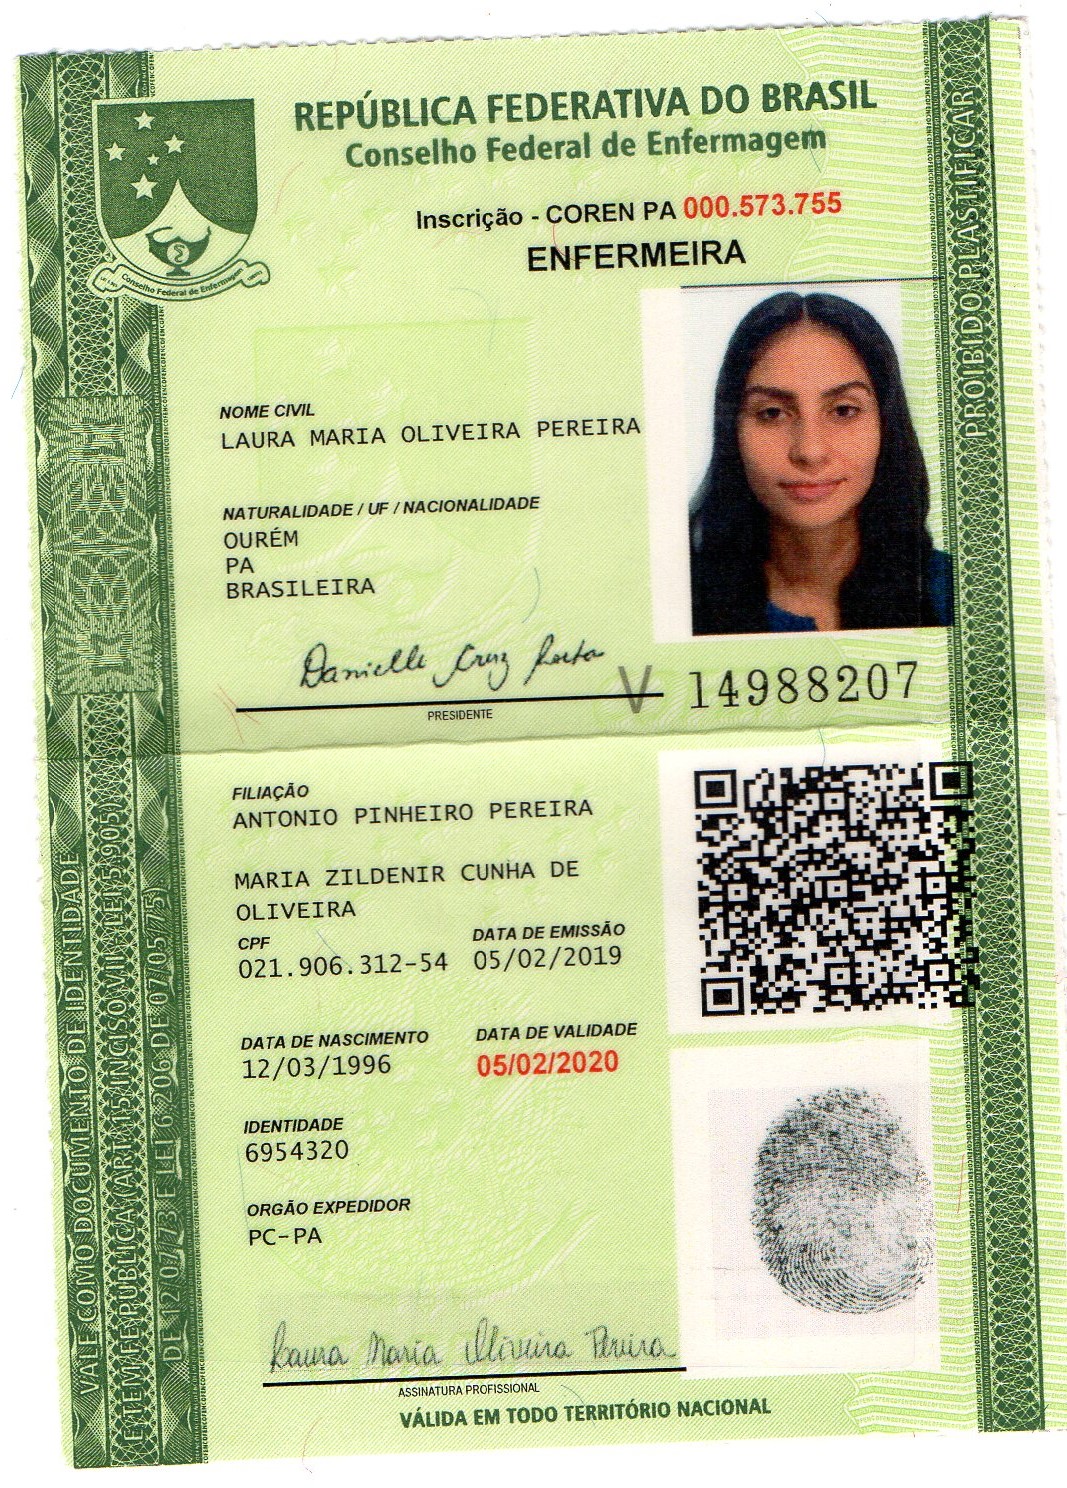 REPÚBLICA FEDERATIVA DO BRASIL
Conselho Federal de Enfermagem
Inscrição - COREN PA 000.573.755
ENFERMEIRA
Conselho Federal de Enfermagem
NOME CIVIL
LAURA MARIA OLIVEIRA PEREIRA
NATURALIDADE / UF / NACIONALIDADE
OURÉM
PA
BRASILEIRA
PRESIDENTE
V 14988207
FILIAÇÃO
ANTONIO PINHEIRO PEREIRA
MARIA ZILDENIR CUNHA DE
OLIVEIRA
CPF DATA DE EMISSÃO
021.906.312-54 05/02/2019
DATA DE NASCIMENTO DATA DE VALIDADE
12/03/1996 05/02/2020
IDENTIDADE
6954320
ORGÃO EXPEDIDOR
PC-PA
Laura Maria Oliveira Pereira
ASSINATURA PROFISSIONAL
VÁLIDA EM TODO TERRITÓRIO NACIONAL
PROIBIDO PLASTIFICAR
VALE COMO DOCUMENTO DE IDENTIDADE
E TEM FÉ PÚBLICA (ART. 15 INCISO VII - LEI 5.905
DE 12/07/73 E LEI 6.206 DE 07/05/75)